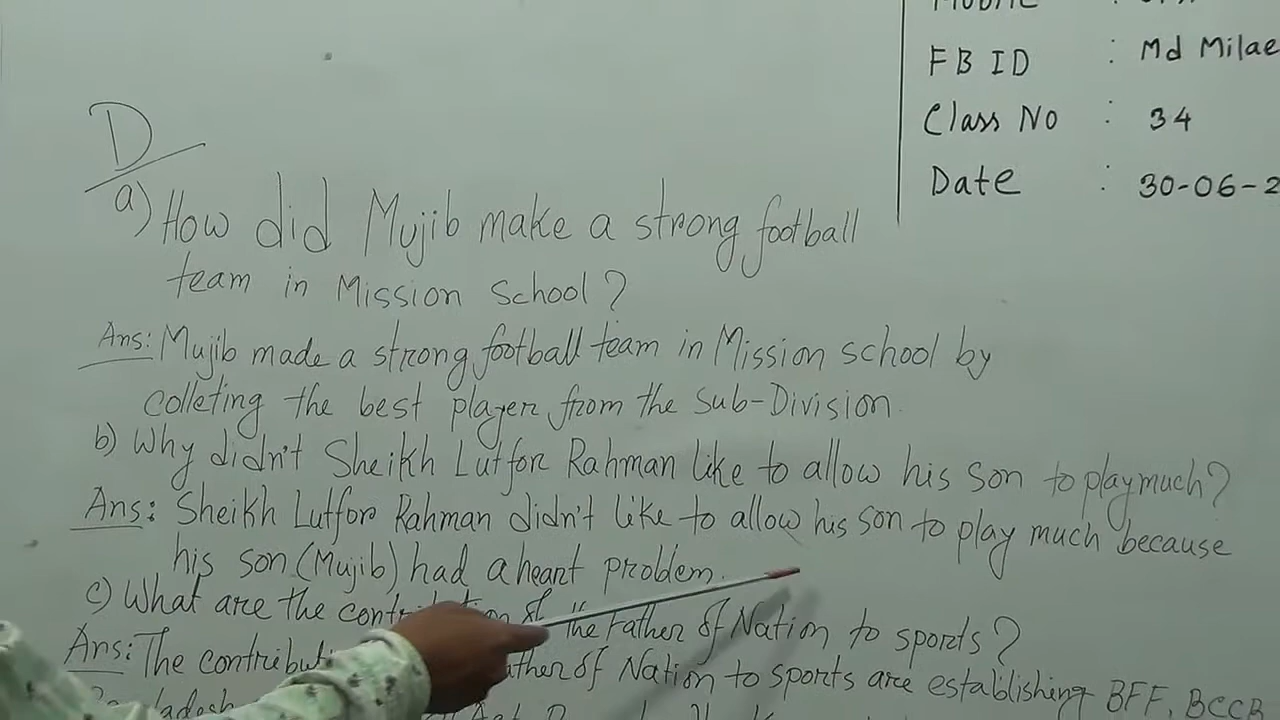 FB ID : Md Milae
Class No : 34
Date : 30-06-2
D
a) How did Mujib make a strong football
team in Mission School?
Ans: Mujib made a strong football team in Mission school by
colleting the best player from the Sub-Division.
b) Why didn't Sheikh Lutfor Rahman like to allow his son to play much?
Ans: Sheikh Lutfor Rahman didn't like to allow his son to play much because
his son (Mujib) had a heart problem.
c) What are the of the Father of Nation to sports?
Ans: The of Nation to sports are establishing BFF, BCCB